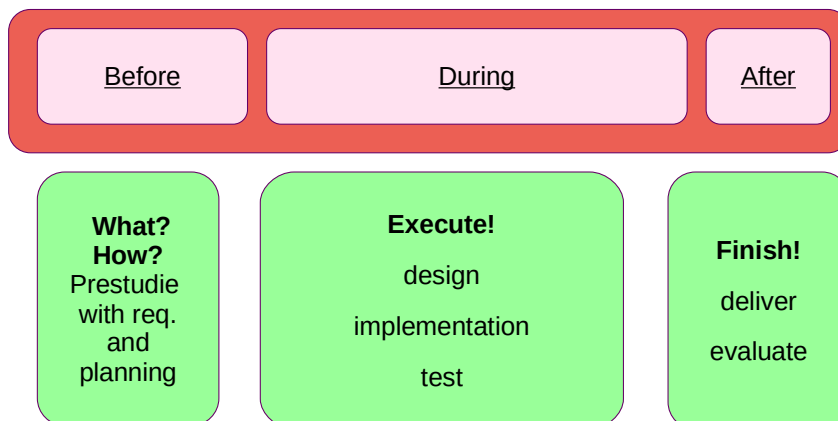 Before
During
After
What?
How?
Prestudie
with req.
and
planning
Execute!
design
implementation
test
Finish!
deliver
evaluate